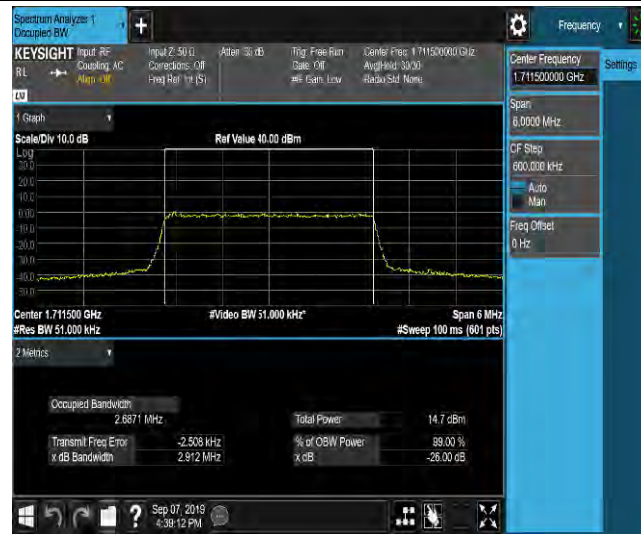 Spectrum Analyzer 1
Occupied BW
Frequency
KEYSIGHT Input: RF
RL
Coupling: AC
Align: Off
Input Z: 50 Ω
Corrections: Off
Freq Ref: Int (S)
Atten: 30 dB
Trig: Free Run
Gate: Off
#IF Gain: Low
Center Freq: 1.711500000 GHz
Avg|Hold: 30/30
Radio Std: None
Center Frequency
1.711500000 GHz
Settings
Span
6.0000 MHz
CF Step
600.000 kHz
Auto
Man
Freq Offset
0 Hz
1 Graph
Scale/Div 10.0 dB
Ref Value 40.00 dBm
Log
30.0
20.0
10.0
0.00
-10.0
-20.0
-30.0
-40.0
-50.0
Center 1.711500 GHz
#Video BW 51.000 kHz*
Span 6 MHz
#Res BW 51.000 kHz
#Sweep 100 ms (601 pts)
2 Metrics
Occupied Bandwidth
2.6871 MHz
Total Power
14.7 dBm
Transmit Freq Error
-2.508 kHz
% of OBW Power
99.00 %
x dB Bandwidth
2.912 MHz
x dB
-26.00 dB
Sep 07, 2019
4:39:12 PM